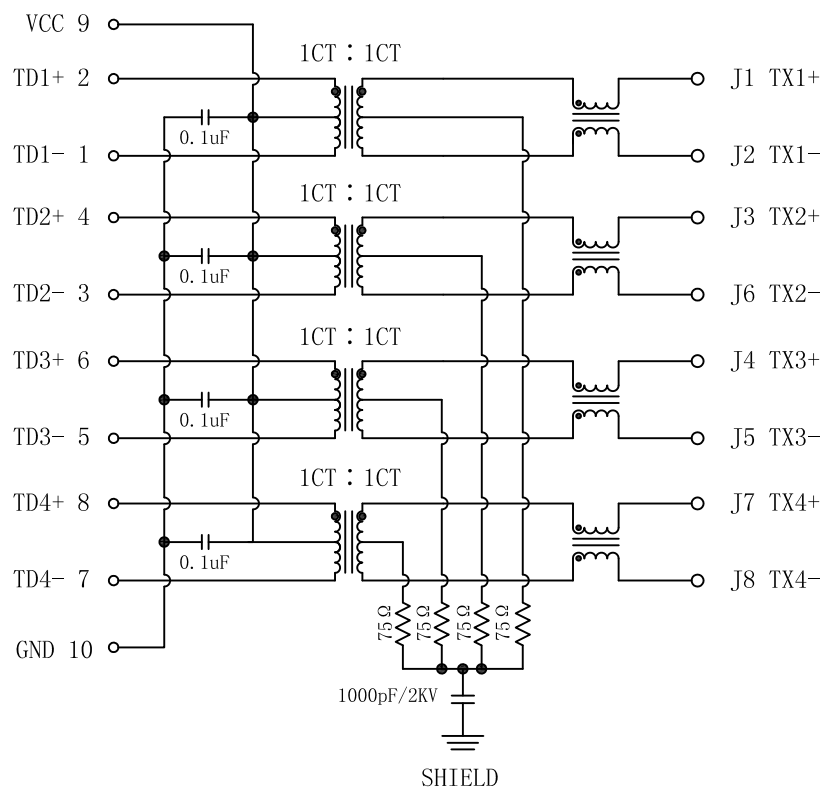 VCC 9
1CT : 1CT
TD1+ 2
J1 TX1+
0.1uF
TD1- 1
J2 TX1-
1CT : 1CT
TD2+ 4
J3 TX2+
0.1uF
TD2- 3
J6 TX2-
1CT : 1CT
TD3+ 6
J4 TX3+
0.1uF
TD3- 5
J5 TX3-
1CT : 1CT
TD4+ 8
J7 TX4+
0.1uF
TD4- 7
J8 TX4-
75Ω
75Ω
75Ω
75Ω
GND 10
1000pF/2KV
SHIELD